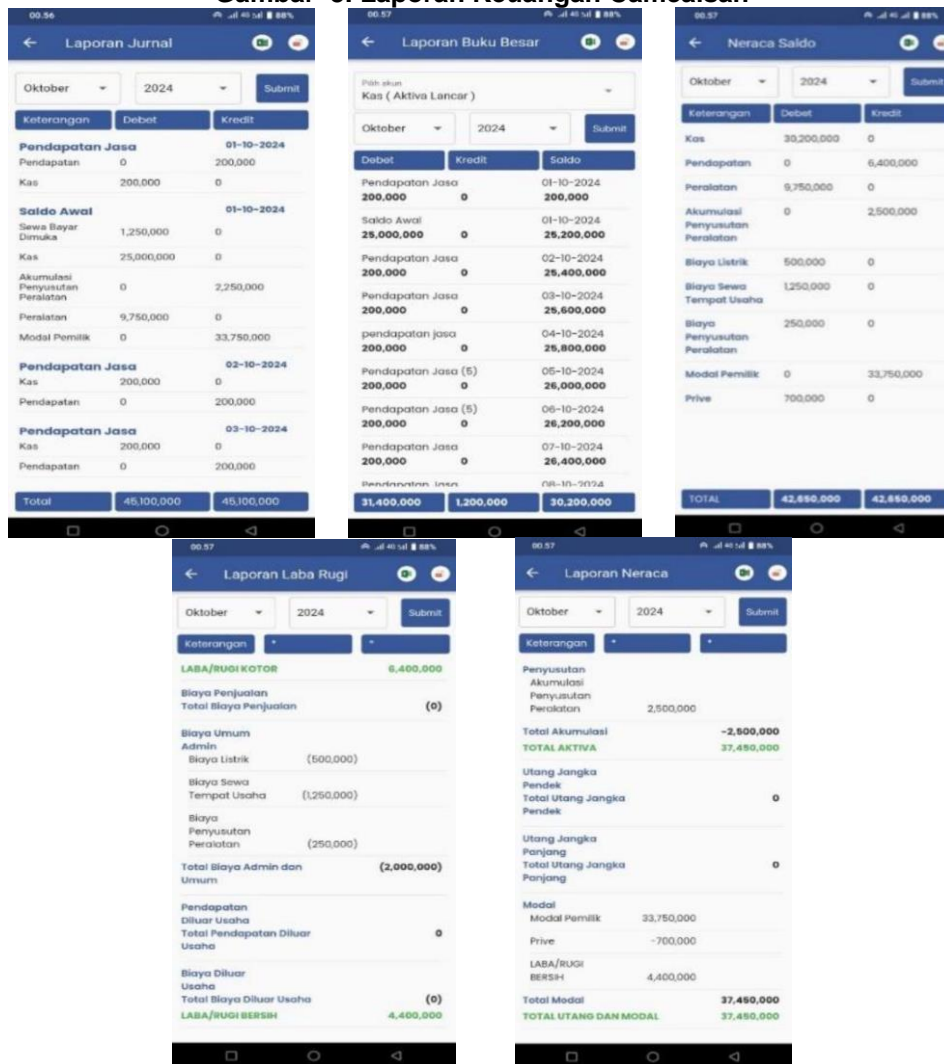 00.56
88%
← Laporan Jurnal
Oktober 2024 Submit
Keterangan Debet Kredit
Pendapatan Jasa 01-10-2024
Pendapatan 0 200,000
Kas 200,000 0
Saldo Awal 01-10-2024
Sewa Bayar Dimuka 1,250,000 0
Kas 25,000,000 0
Akumulasi Penyusutan Peralatan 0 2,250,000
Peralatan 9,750,000 0
Modal Pemilik 0 33,750,000
Pendapatan Jasa 02-10-2024
Kas 200,000 0
Pendapatan 0 200,000
Pendapatan Jasa 03-10-2024
Kas 200,000 0
Pendapatan 0 200,000
Total 45,100,000 45,100,000
00.57
88%
← Laporan Buku Besar
Pilih akun
Kas ( Aktiva Lancar )
Oktober 2024 Submit
Debet Kredit Saldo
Pendapatan Jasa 01-10-2024
200,000 0 200,000
Saldo Awal 01-10-2024
25,000,000 0 25,200,000
Pendapatan Jasa 02-10-2024
200,000 0 25,400,000
Pendapatan Jasa 03-10-2024
200,000 0 25,600,000
pendapatan jasa 04-10-2024
200,000 0 25,800,000
Pendapatan Jasa (5) 05-10-2024
200,000 0 26,000,000
Pendapatan Jasa (5) 06-10-2024
200,000 0 26,200,000
Pendapatan Jasa 07-10-2024
200,000 0 26,400,000
Pendapatan Jasa 08-10-2024
31,400,000 1,200,000 30,200,000
00.57
88%
← Neraca Saldo
Oktober 2024 Submit
Keterangan Debet Kredit
Kas 30,200,000 0
Pendapatan 0 6,400,000
Peralatan 9,750,000 0
Akumulasi Penyusutan Peralatan 0 2,500,000
Biaya Listrik 500,000 0
Biaya Sewa Tempat Usaha 1,250,000 0
Biaya Penyusutan Peralatan 250,000 0
Modal Pemilik 0 33,750,000
Prive 700,000 0
TOTAL 42,650,000 42,650,000
00.57
88%
← Laporan Laba Rugi
Oktober 2024 Submit
Keterangan * *
LABA/RUGI KOTOR 6,400,000
Biaya Penjualan
Total Biaya Penjualan (0)
Biaya Umum
Admin
Biaya Listrik (500,000)
Biaya Sewa
Tempat Usaha (1,250,000)
Biaya
Penyusutan
Peralatan (250,000)
Total Biaya Admin dan Umum (2,000,000)
Pendapatan
Diluar Usaha
Total Pendapatan Diluar Usaha 0
Biaya Diluar
Usaha
Total Biaya Diluar Usaha (0)
LABA/RUGI BERSIH 4,400,000
00.57
88%
← Laporan Neraca
Oktober 2024 Submit
Keterangan * *
Penyusutan
Akumulasi
Penyusutan
Peralatan 2,500,000
Total Akumulasi -2,500,000
TOTAL AKTIVA 37,450,000
Utang Jangka
Pendek
Total Utang Jangka Pendek 0
Utang Jangka
Panjang
Total Utang Jangka Panjang 0
Modal
Modal Pemilik 33,750,000
Prive -700,000
LABA/RUGI
BERSIH 4,400,000
Total Modal 37,450,000
TOTAL UTANG DAN MODAL 37,450,000